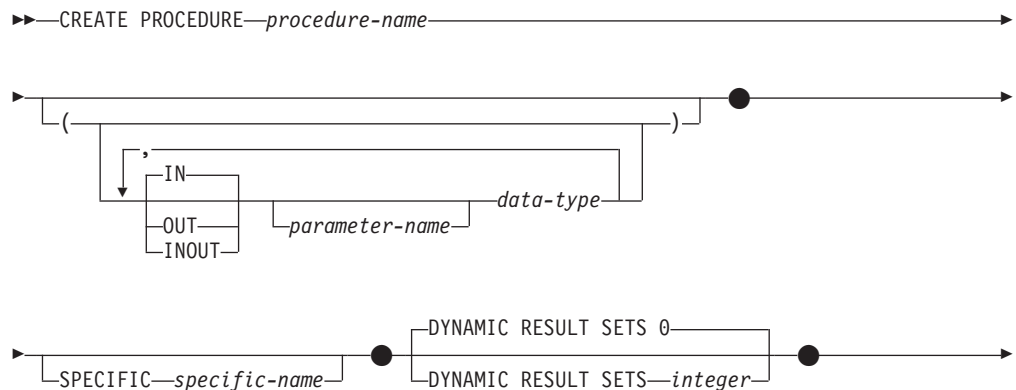 CREATE PROCEDURE procedure-name
( )
,
IN
data-type
OUT parameter-name
INOUT
DYNAMIC RESULT SETS 0
SPECIFIC specific-name DYNAMIC RESULT SETS integer